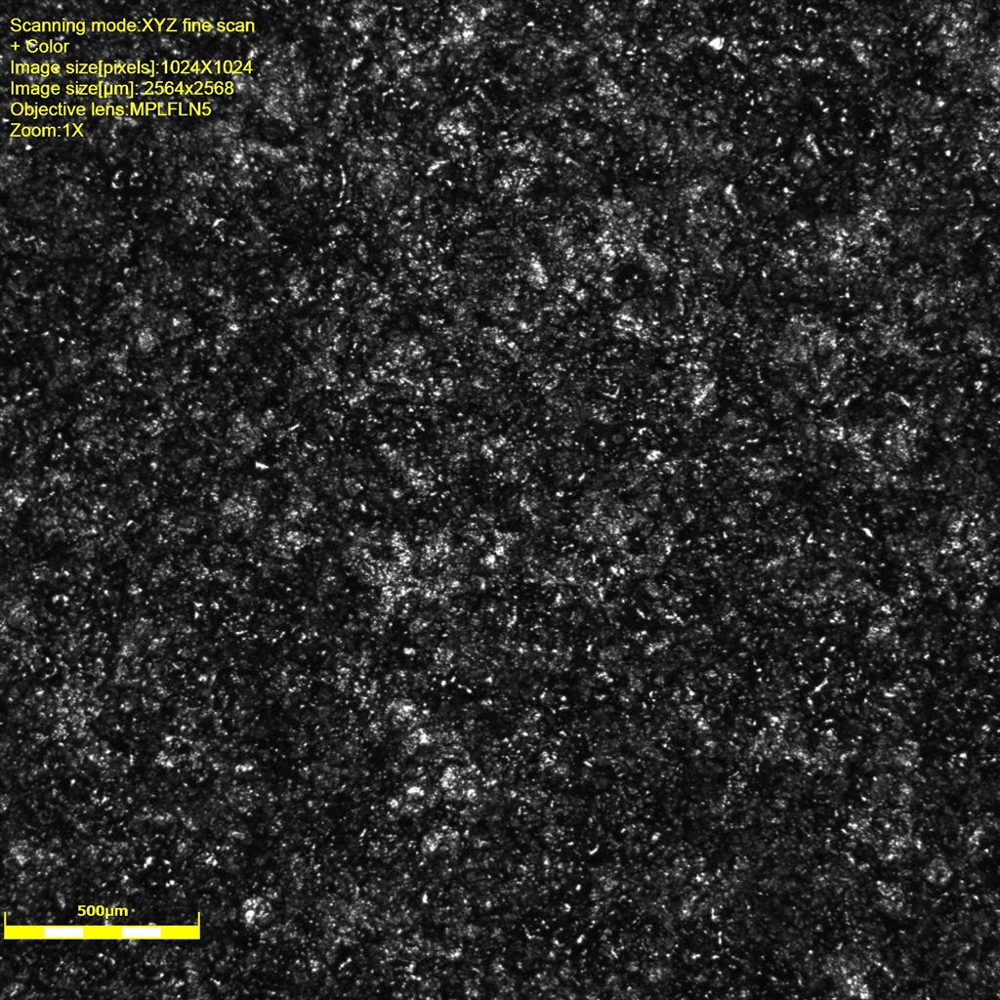 Scanning mode:XYZ fine scan
+ Color
Image size[pixels]:1024X1024
Image size[µm]: 2564x2568
Objective lens:MPLFLN5
Zoom:1X
500µm